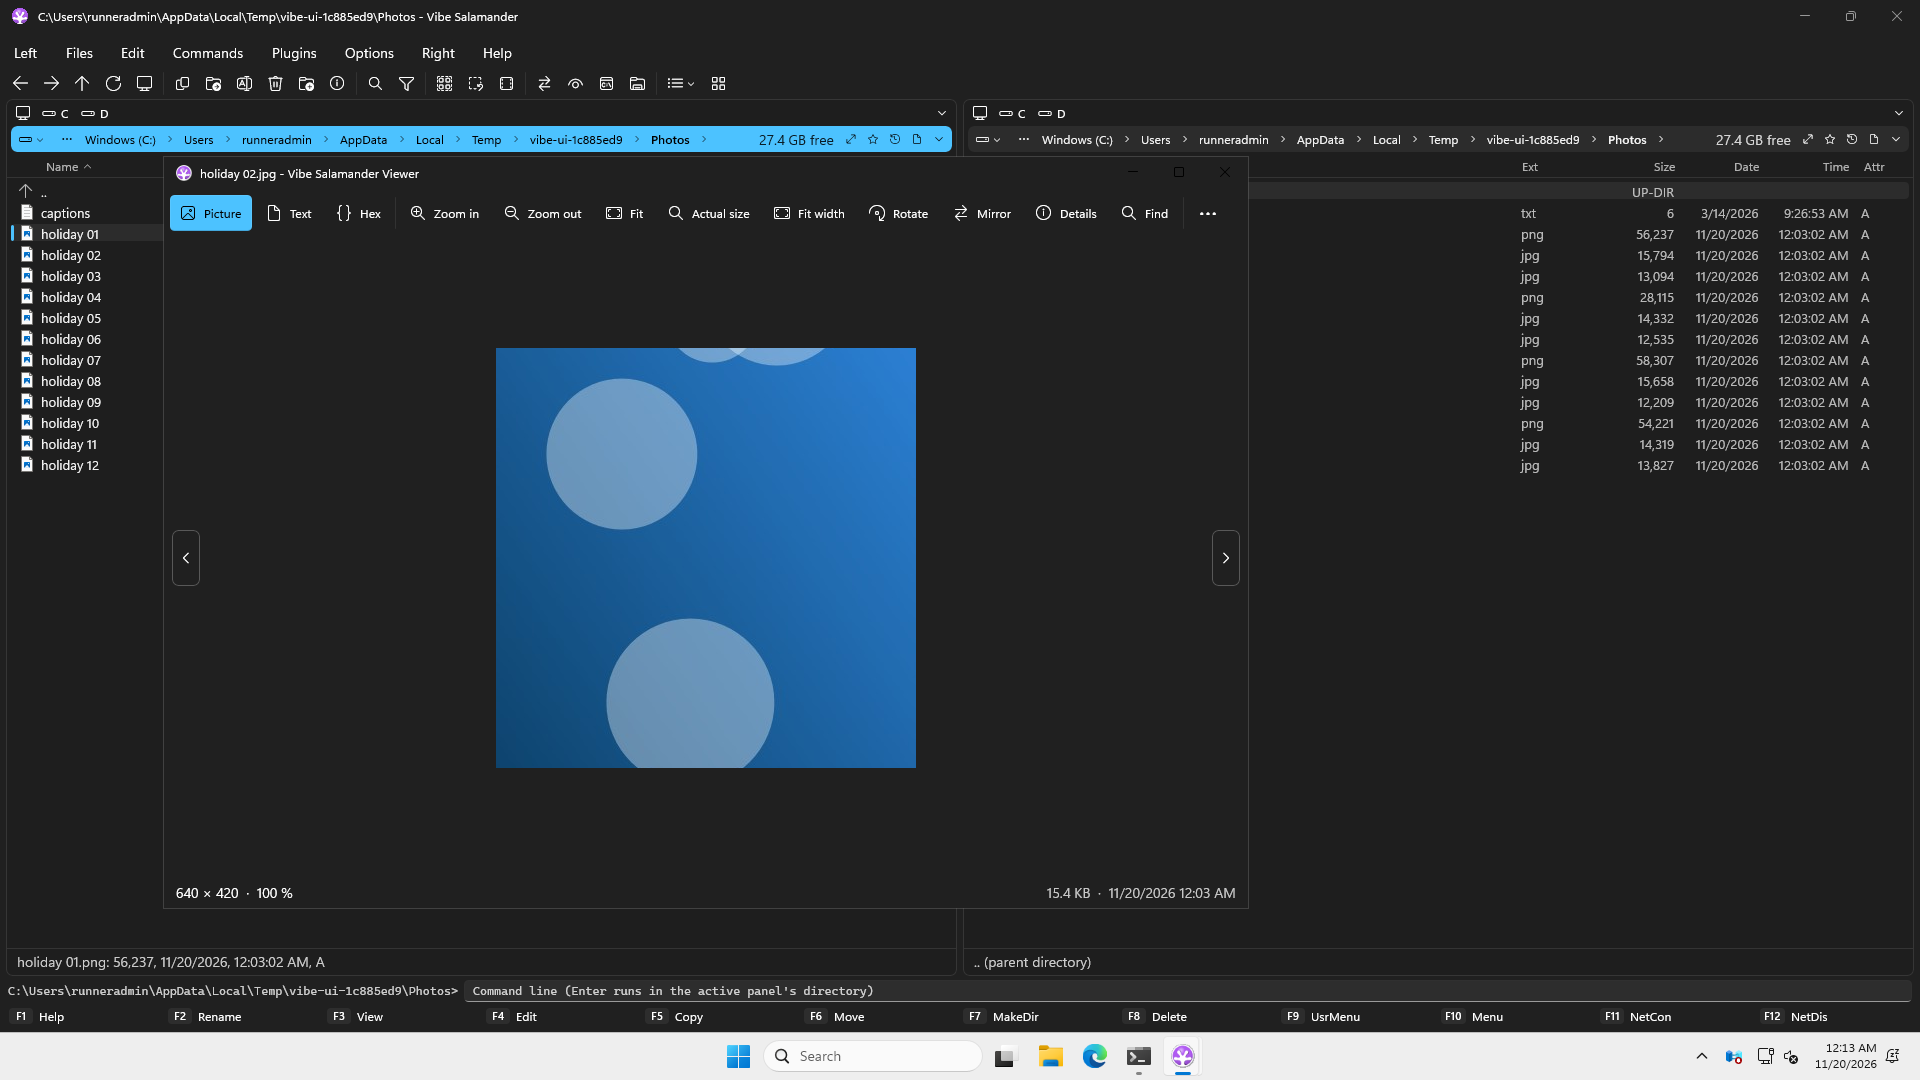 C:\Users\runneradmin\AppData\Local\Temp\vibe-ui-1c885ed9\Photos - Vibe Salamander
Left Files Edit Commands Plugins Options Right Help
C D
C D
Windows (C:) Users runneradmin AppData Local Temp vibe-ui-1c885ed9 Photos 27.4 GB free
Windows (C:) Users runneradmin AppData Local Temp vibe-ui-1c885ed9 Photos 27.4 GB free
Name
Ext Size Date Time Attr
..
captions
holiday 01
holiday 02
holiday 03
holiday 04
holiday 05
holiday 06
holiday 07
holiday 08
holiday 09
holiday 10
holiday 11
holiday 12
holiday 02.jpg - Vibe Salamander Viewer
Picture Text Hex Zoom in Zoom out Fit Actual size Fit width Rotate Mirror Details Find
640 × 420 · 100 %
15.4 KB · 11/20/2026 12:03 AM
UP-DIR
txt 6 3/14/2026 9:26:53 AM A
png 56,237 11/20/2026 12:03:02 AM A
jpg 15,794 11/20/2026 12:03:02 AM A
jpg 13,094 11/20/2026 12:03:02 AM A
png 28,115 11/20/2026 12:03:02 AM A
jpg 14,332 11/20/2026 12:03:02 AM A
jpg 12,535 11/20/2026 12:03:02 AM A
png 58,307 11/20/2026 12:03:02 AM A
jpg 15,658 11/20/2026 12:03:02 AM A
jpg 12,209 11/20/2026 12:03:02 AM A
png 54,221 11/20/2026 12:03:02 AM A
jpg 14,319 11/20/2026 12:03:02 AM A
jpg 13,827 11/20/2026 12:03:02 AM A
holiday 01.png: 56,237, 11/20/2026, 12:03:02 AM, A
.. (parent directory)
C:\Users\runneradmin\AppData\Local\Temp\vibe-ui-1c885ed9\Photos> Command line (Enter runs in the active panel's directory)
F1 Help F2 Rename F3 View F4 Edit F5 Copy F6 Move F7 MakeDir F8 Delete F9 UsrMenu F10 Menu F11 NetCon F12 NetDis
Search
12:13 AM
11/20/2026